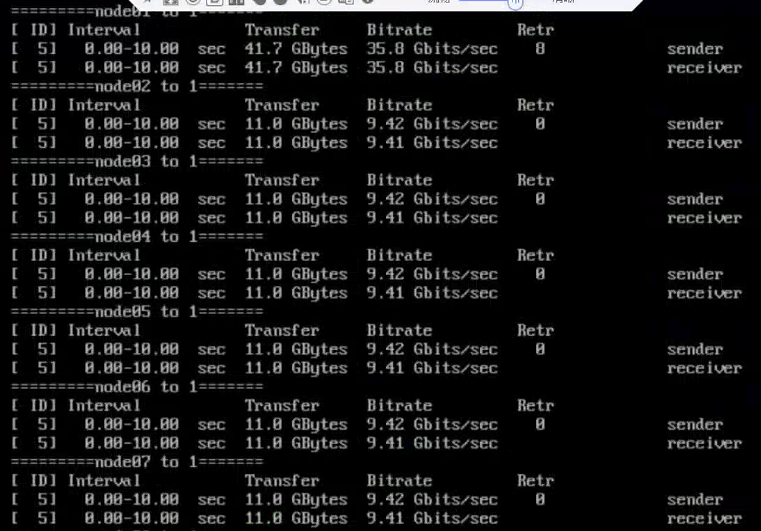 =========node01 to 1=======
[ ID] Interval Transfer Bitrate Retr
[ 5] 0.00-10.00 sec 41.7 GBytes 35.8 Gbits/sec 8 sender
[ 5] 0.00-10.00 sec 41.7 GBytes 35.8 Gbits/sec receiver
=========node02 to 1=======
[ ID] Interval Transfer Bitrate Retr
[ 5] 0.00-10.00 sec 11.0 GBytes 9.42 Gbits/sec 0 sender
[ 5] 0.00-10.00 sec 11.0 GBytes 9.41 Gbits/sec receiver
=========node03 to 1=======
[ ID] Interval Transfer Bitrate Retr
[ 5] 0.00-10.00 sec 11.0 GBytes 9.42 Gbits/sec 0 sender
[ 5] 0.00-10.00 sec 11.0 GBytes 9.41 Gbits/sec receiver
=========node04 to 1=======
[ ID] Interval Transfer Bitrate Retr
[ 5] 0.00-10.00 sec 11.0 GBytes 9.42 Gbits/sec 0 sender
[ 5] 0.00-10.00 sec 11.0 GBytes 9.41 Gbits/sec receiver
=========node05 to 1=======
[ ID] Interval Transfer Bitrate Retr
[ 5] 0.00-10.00 sec 11.0 GBytes 9.42 Gbits/sec 0 sender
[ 5] 0.00-10.00 sec 11.0 GBytes 9.41 Gbits/sec receiver
=========node06 to 1=======
[ ID] Interval Transfer Bitrate Retr
[ 5] 0.00-10.00 sec 11.0 GBytes 9.42 Gbits/sec 0 sender
[ 5] 0.00-10.00 sec 11.0 GBytes 9.41 Gbits/sec receiver
=========node07 to 1=======
[ ID] Interval Transfer Bitrate Retr
[ 5] 0.00-10.00 sec 11.0 GBytes 9.42 Gbits/sec 0 sender
[ 5] 0.00-10.00 sec 11.0 GBytes 9.41 Gbits/sec receiver